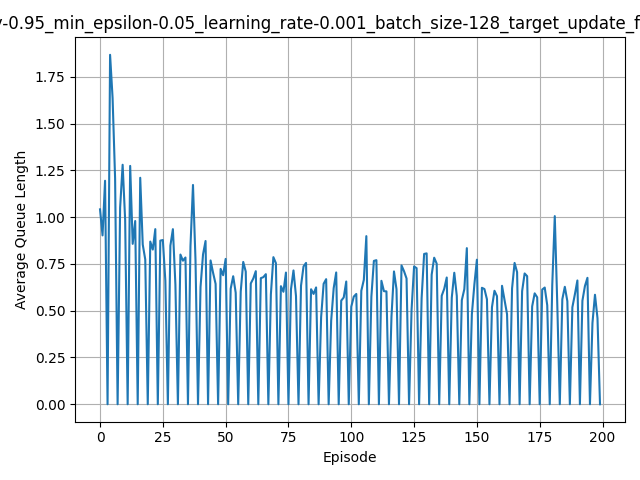 -0.95_min_epsilon-0.05_learning_rate-0.001_batch_size-128_target_update_f
1.75
1.50
1.25
1.00
0.75
0.50
0.25
0.00
Average Queue Length
0 25 50 75 100 125 150 175 200
Episode